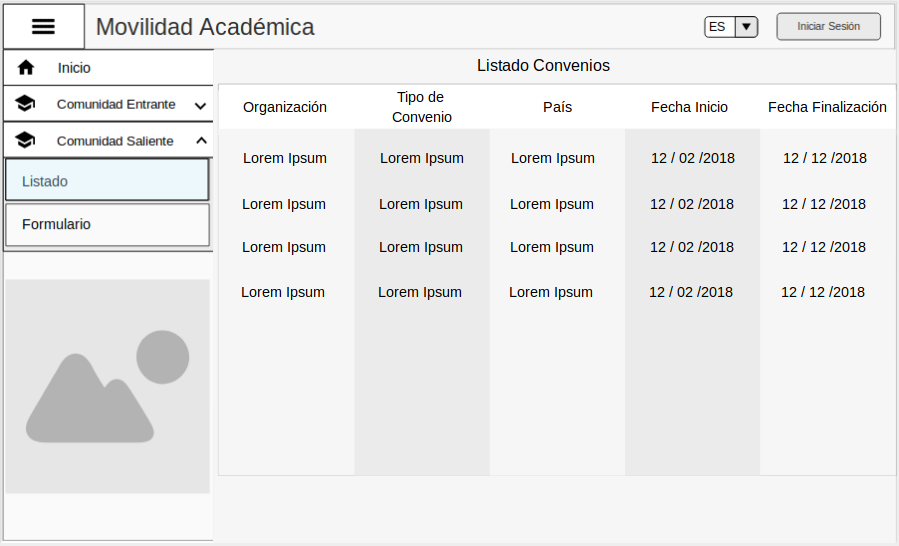 Movilidad Académica
ES
Iniciar Sesión
Inicio
Comunidad Entrante
Comunidad Saliente
Listado
Formulario
Listado Convenios
Organización Tipo de Convenio País Fecha Inicio Fecha Finalización
Lorem Ipsum Lorem Ipsum Lorem Ipsum 12 / 02 /2018 12 / 12 /2018
Lorem Ipsum Lorem Ipsum Lorem Ipsum 12 / 02 /2018 12 / 12 /2018
Lorem Ipsum Lorem Ipsum Lorem Ipsum 12 / 02 /2018 12 / 12 /2018
Lorem Ipsum Lorem Ipsum Lorem Ipsum 12 / 02 /2018 12 / 12 /2018